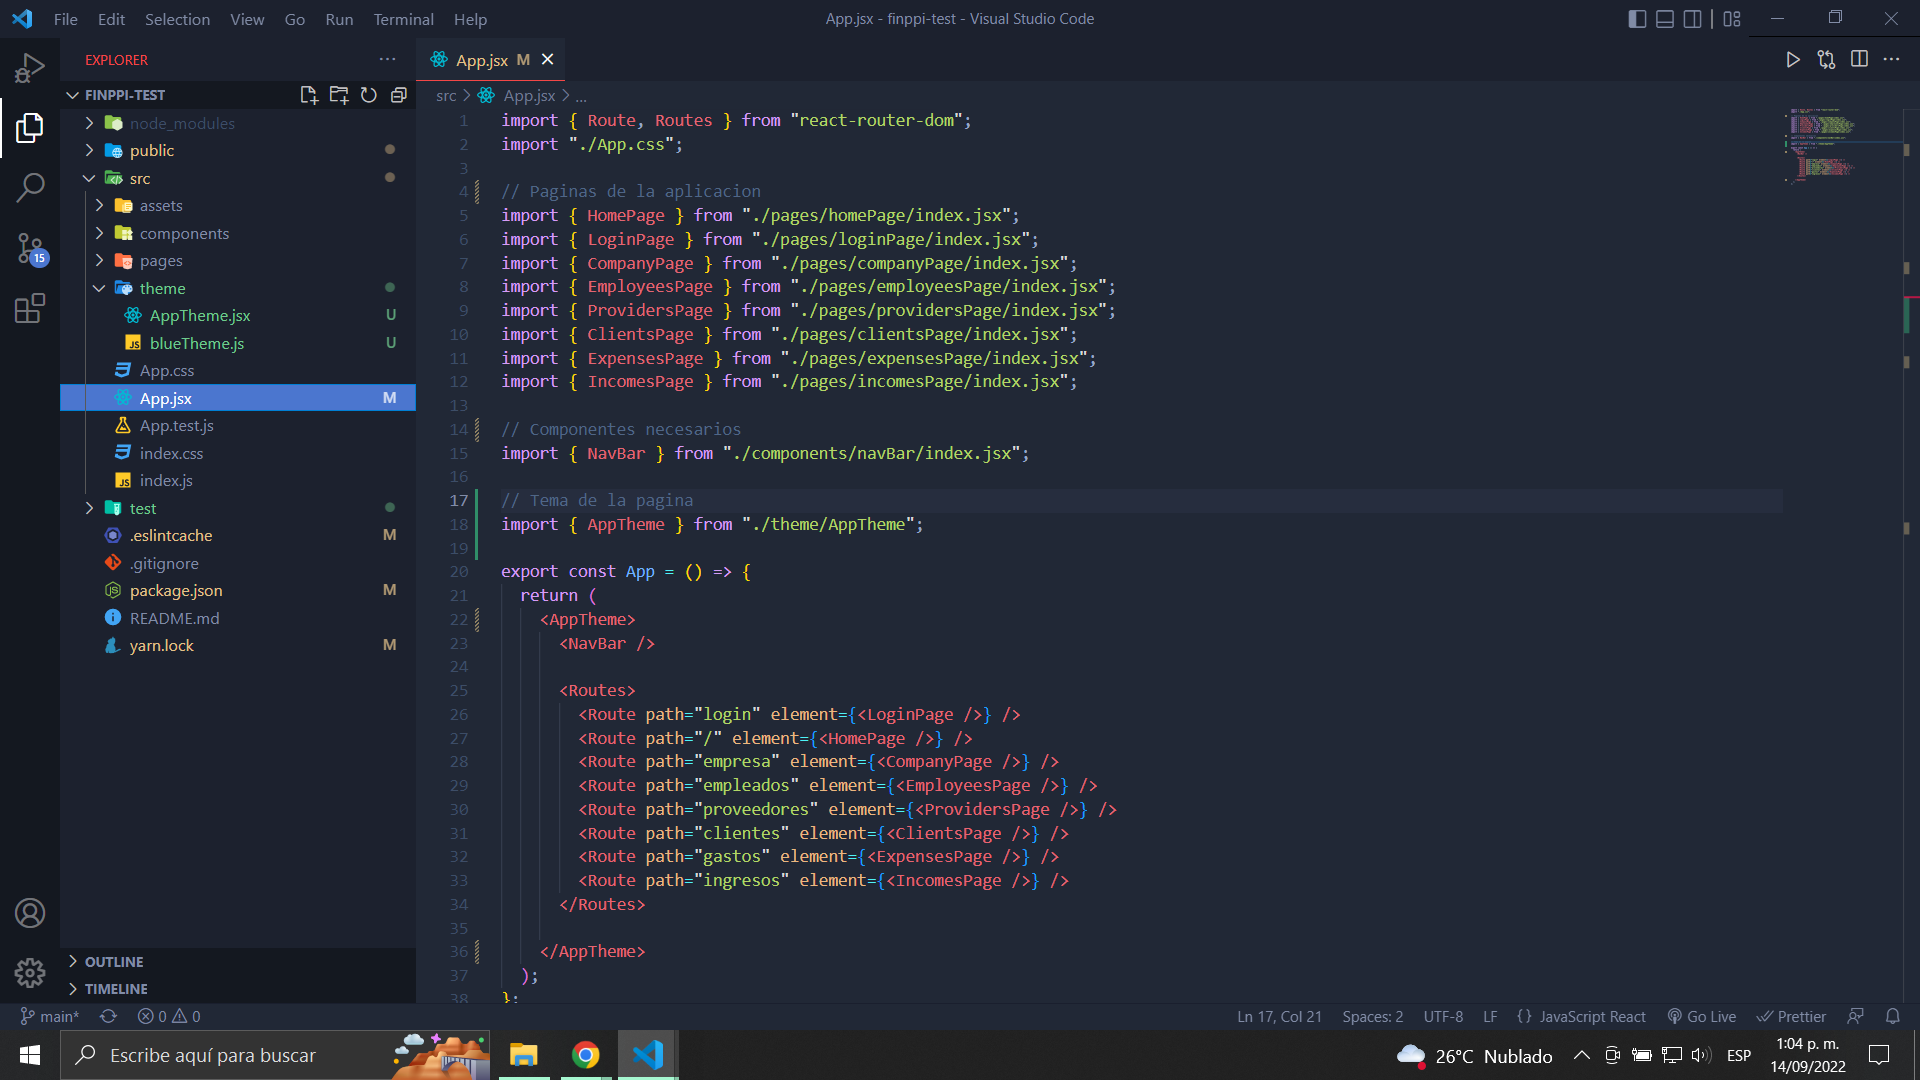 File Edit Selection View Go Run Terminal Help
App.jsx - finppi-test - Visual Studio Code
EXPLORER
FINPPI-TEST
node_modules
public
src
assets
components
pages
theme
AppTheme.jsx U
blueTheme.js U
App.css
App.jsx M
App.test.js
index.css
index.js
test
.eslintcache M
.gitignore
package.json M
README.md
yarn.lock M
OUTLINE
TIMELINE
15
App.jsx M
src > App.jsx > ...
1 import { Route, Routes } from "react-router-dom";
2 import "./App.css";
3
4 // Paginas de la aplicacion
5 import { HomePage } from "./pages/homePage/index.jsx";
6 import { LoginPage } from "./pages/loginPage/index.jsx";
7 import { CompanyPage } from "./pages/companyPage/index.jsx";
8 import { EmployeesPage } from "./pages/employeesPage/index.jsx";
9 import { ProvidersPage } from "./pages/providersPage/index.jsx";
10 import { ClientsPage } from "./pages/clientsPage/index.jsx";
11 import { ExpensesPage } from "./pages/expensesPage/index.jsx";
12 import { IncomesPage } from "./pages/incomesPage/index.jsx";
13
14 // Componentes necesarios
15 import { NavBar } from "./components/navBar/index.jsx";
16
17 // Tema de la pagina
18 import { AppTheme } from "./theme/AppTheme";
19
20 export const App = () => {
21 return (
22 <AppTheme>
23 <NavBar />
24
25 <Routes>
26 <Route path="login" element={<LoginPage />} />
27 <Route path="/" element={<HomePage />} />
28 <Route path="empresa" element={<CompanyPage />} />
29 <Route path="empleados" element={<EmployeesPage />} />
30 <Route path="proveedores" element={<ProvidersPage />} />
31 <Route path="clientes" element={<ClientsPage />} />
32 <Route path="gastos" element={<ExpensesPage />} />
33 <Route path="ingresos" element={<IncomesPage />} />
34 </Routes>
35
36 </AppTheme>
37 );
38 };
main* 0 0
Ln 17, Col 21 Spaces: 2 UTF-8 LF {} JavaScript React Go Live Prettier
Escribe aquí para buscar
26°C Nublado
ESP
1:04 p. m.
14/09/2022